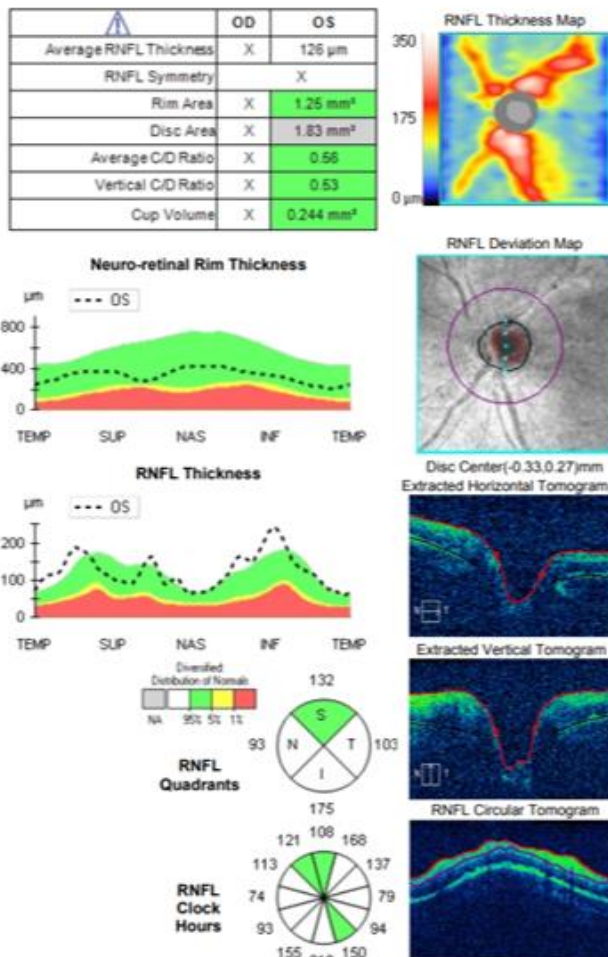 OD OS
Average RNFL Thickness X 126 µm
RNFL Symmetry X
Rim Area X 1.25 mm²
Disc Area X 1.83 mm²
Average C/D Ratio X 0.56
Vertical C/D Ratio X 0.53
Cup Volume X 0.244 mm³
RNFL Thickness Map
350
175
0 µm
Neuro-retinal Rim Thickness
µm
--- OS
800
400
0
TEMP SUP NAS INF TEMP
RNFL Deviation Map
Disc Center(-0.33,0.27)mm
RNFL Thickness
µm
--- OS
200
100
0
TEMP SUP NAS INF TEMP
Extracted Horizontal Tomogram
N T
Extracted Vertical Tomogram
N T
Diversified
Distribution of Normals
NA 95% 5% 1%
RNFL
Quadrants
132
S
93 N T 103
I
175
RNFL Circular Tomogram
RNFL
Clock
Hours
108
121 168
113 137
74 79
93 94
155 150